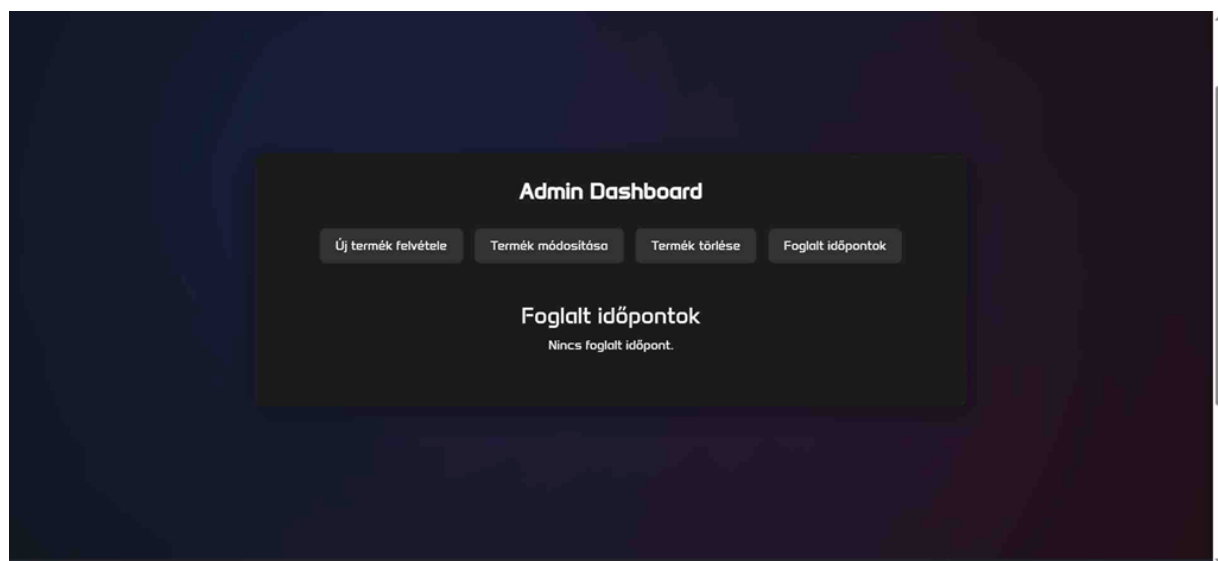 Admin Dashboard
Új termék felvétele Termék módosítása Termék törlése Foglalt időpontok
Foglalt időpontok
Nincs foglalt időpont.